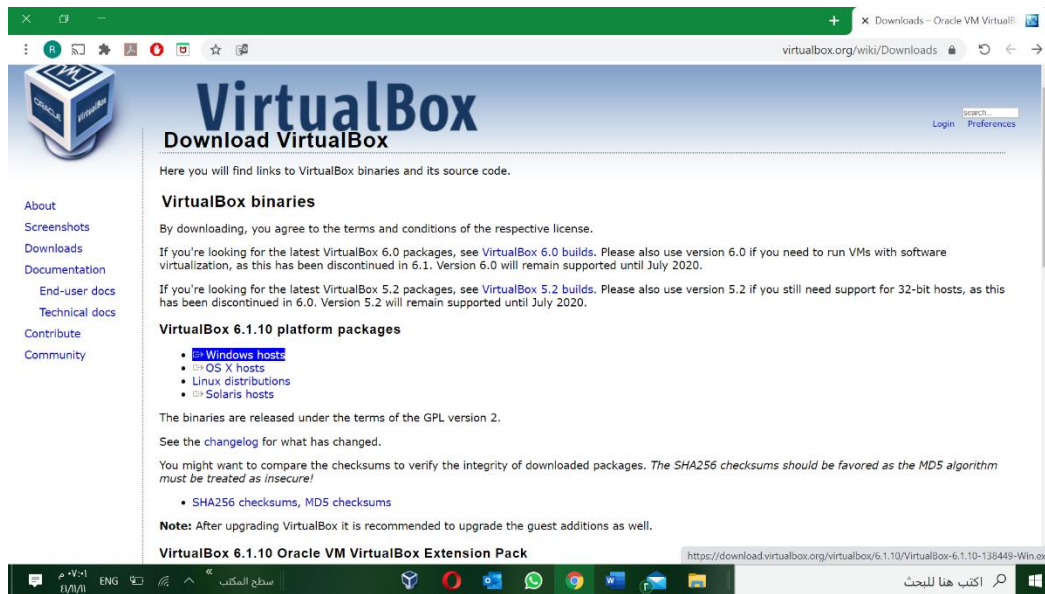 Downloads – Oracle VM VirtualB
virtualbox.org/wiki/Downloads
ORACLE
VirtualBox
VirtualBox
search...
Login Preferences
Download VirtualBox
Here you will find links to VirtualBox binaries and its source code.
About
Screenshots
Downloads
Documentation
End-user docs
Technical docs
Contribute
Community
VirtualBox binaries
By downloading, you agree to the terms and conditions of the respective license.
If you're looking for the latest VirtualBox 6.0 packages, see VirtualBox 6.0 builds. Please also use version 6.0 if you need to run VMs with software
virtualization, as this has been discontinued in 6.1. Version 6.0 will remain supported until July 2020.
If you're looking for the latest VirtualBox 5.2 packages, see VirtualBox 5.2 builds. Please also use version 5.2 if you still need support for 32-bit hosts, as this
has been discontinued in 6.0. Version 5.2 will remain supported until July 2020.
VirtualBox 6.1.10 platform packages
Windows hosts
OS X hosts
Linux distributions
Solaris hosts
The binaries are released under the terms of the GPL version 2.
See the changelog for what has changed.
You might want to compare the checksums to verify the integrity of downloaded packages. The SHA256 checksums should be favored as the MD5 algorithm
must be treated as insecure!
SHA256 checksums, MD5 checksums
Note: After upgrading VirtualBox it is recommended to upgrade the guest additions as well.
VirtualBox 6.1.10 Oracle VM VirtualBox Extension Pack
https://download.virtualbox.org/virtualbox/6.1.10/VirtualBox-6.1.10-138449-Win.ex
اكتب هنا للبحث
سطح المكتب
ENG